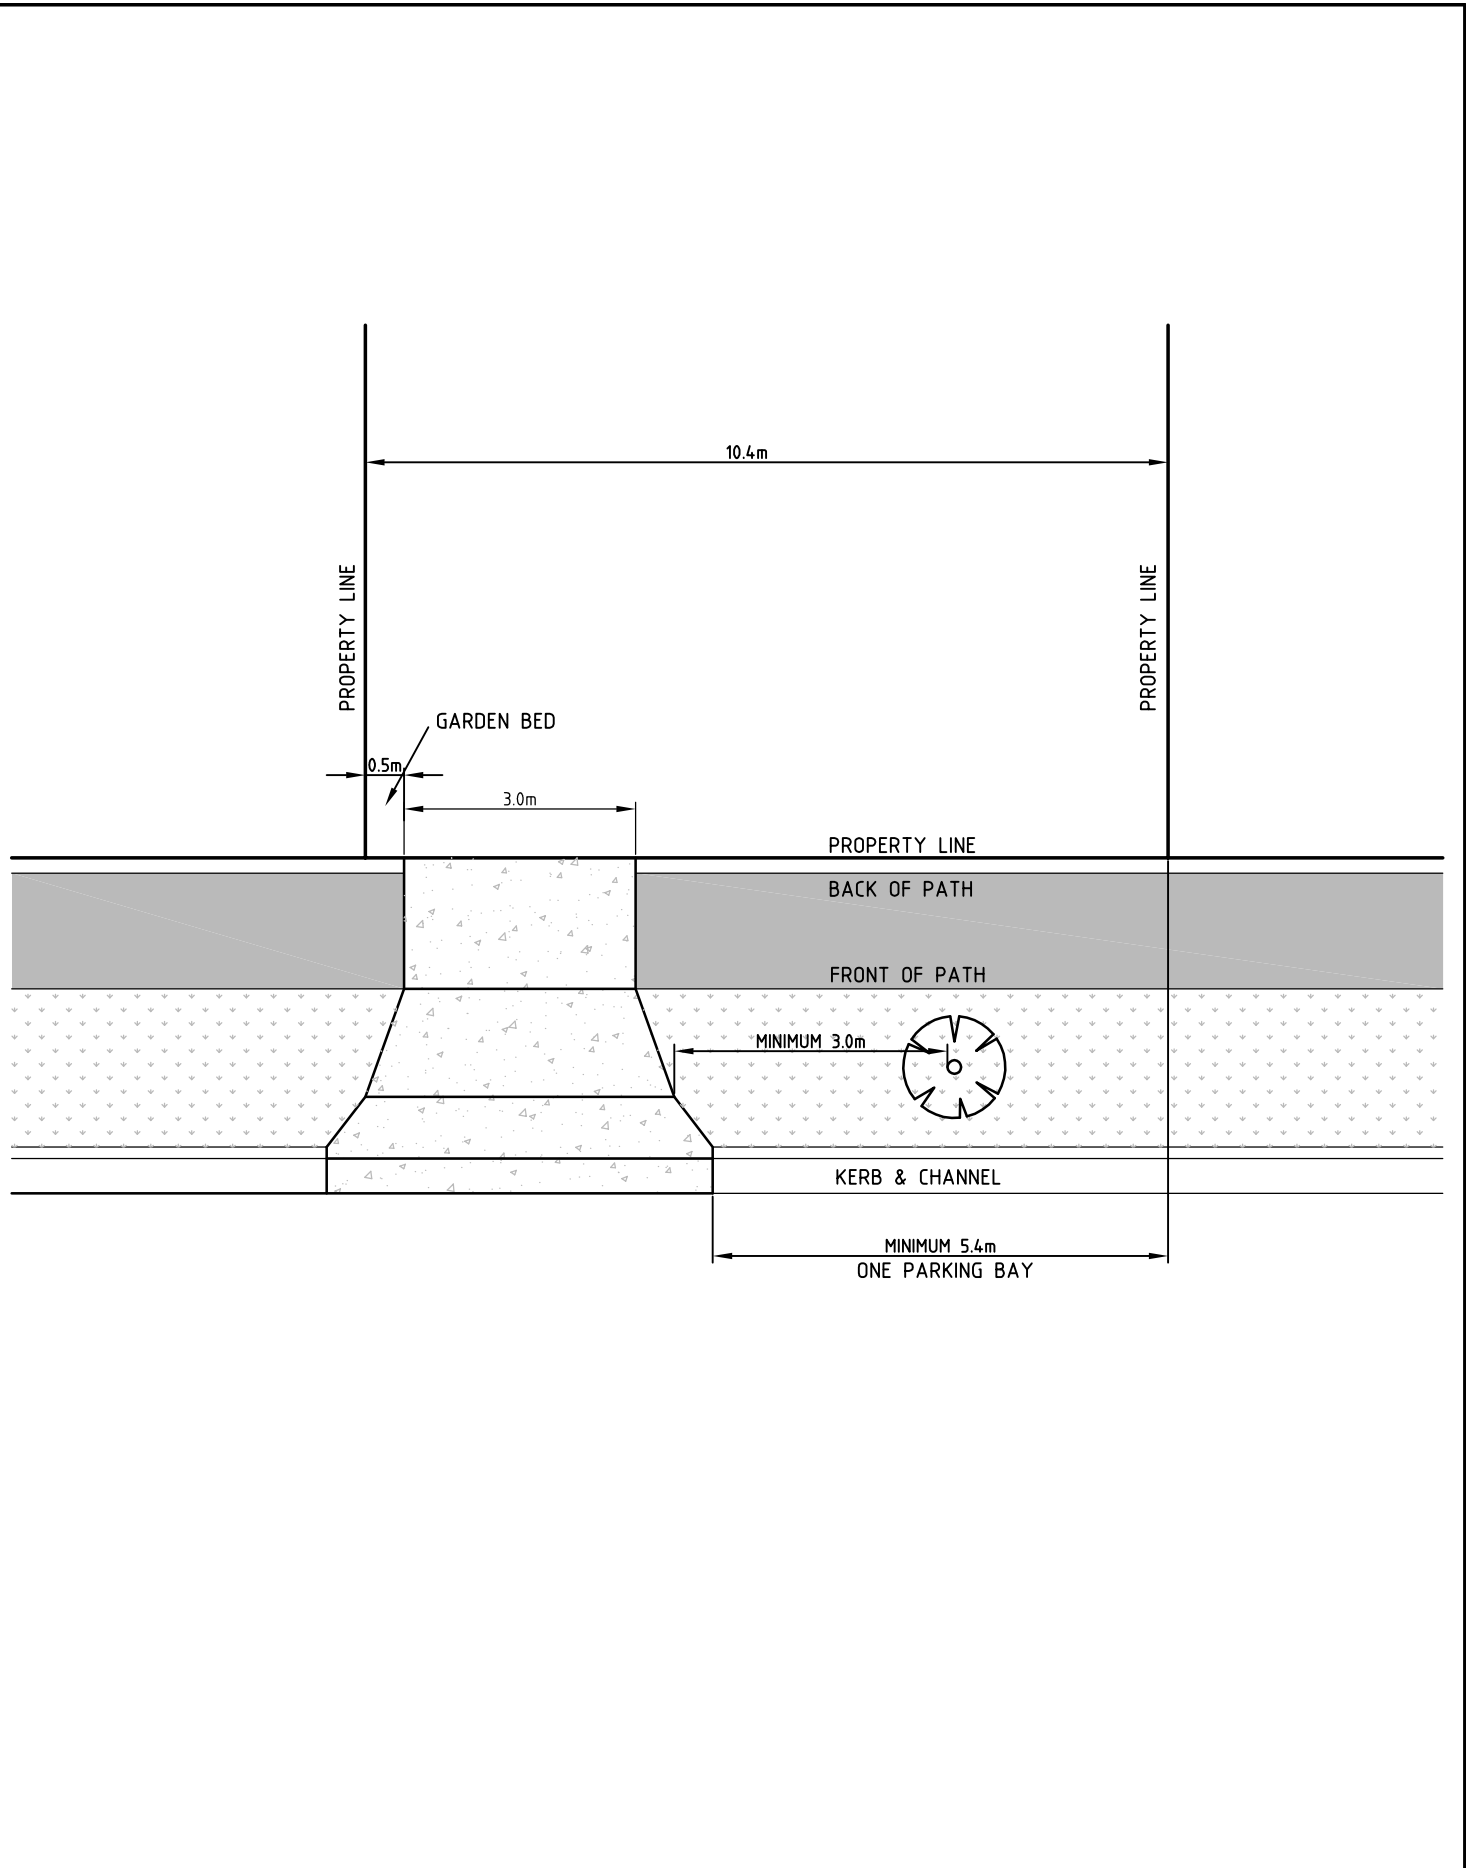 10.4m
PROPERTY LINE
PROPERTY LINE
GARDEN BED
0.5m
3.0m
PROPERTY LINE
BACK OF PATH
FRONT OF PATH
MINIMUM 3.0m
KERB & CHANNEL
MINIMUM 5.4m
ONE PARKING BAY